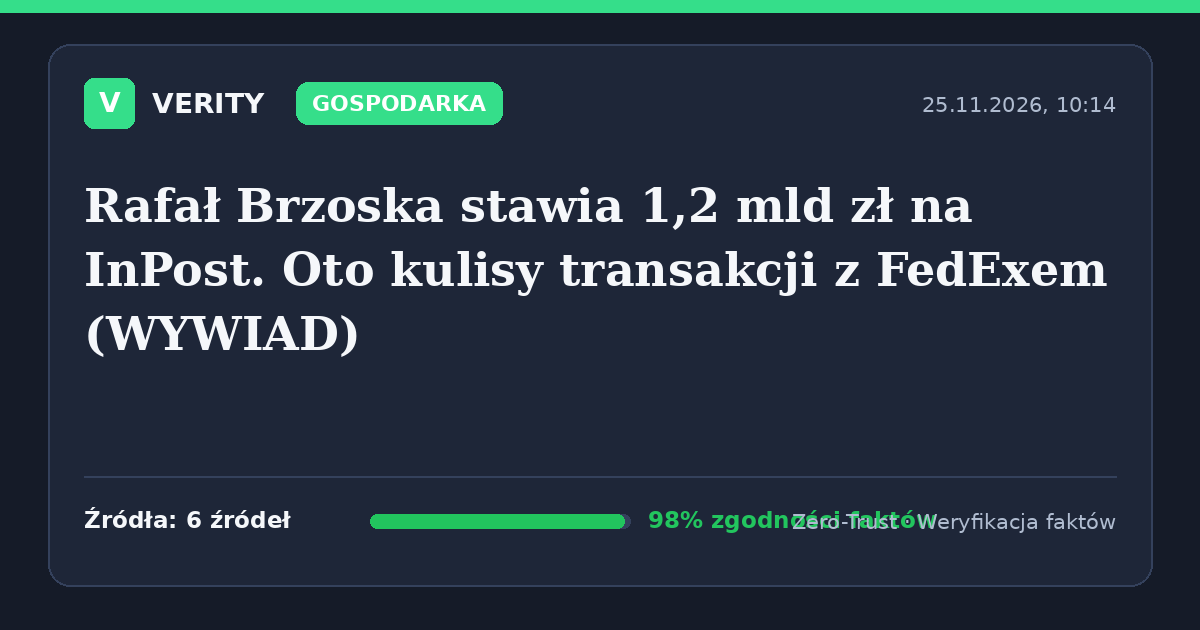 V VERITY GOSPODARKA 25.11.2026, 10:14
Rafał Brzoska stawia 1,2 mld zł na
InPost. Oto kulisy transakcji z FedExem
(WYWIAD)
Źródła: 6 źródeł 98% zgodności faktów Zero-Trust · Weryfikacja faktów